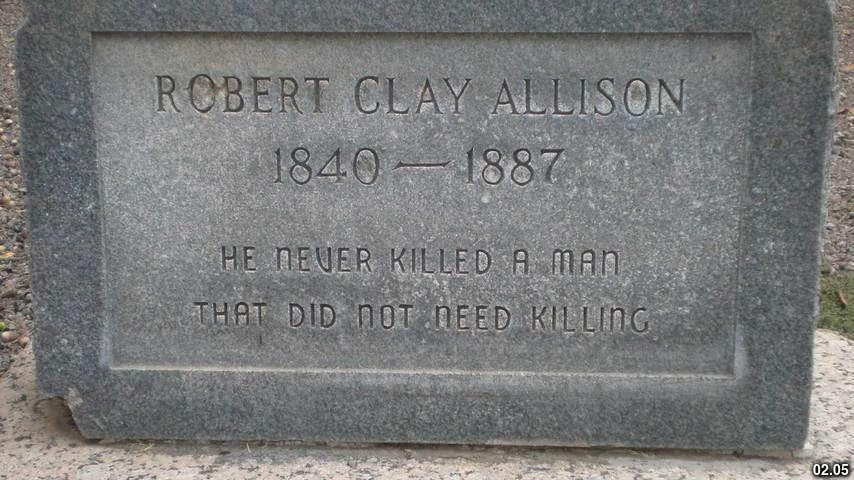 ROBERT CLAY ALLISON
1840 — 1887
HE NEVER KILLED A MAN
THAT DID NOT NEED KILLING
02.05